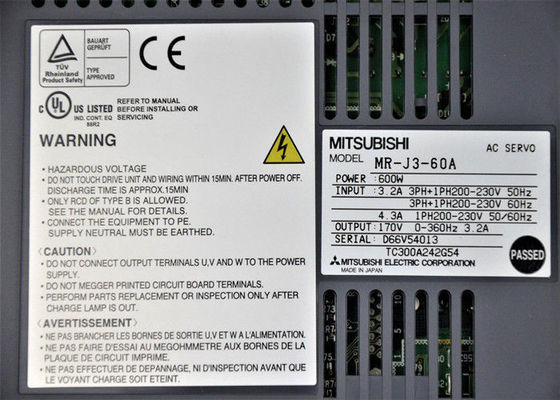 TÜV
Rheinland
Product Safety
BAUART
GEPRÜFT
TYPE
APPROVED
CE
C UL US LISTED
IND. CONT. EQ
88R2
REFER TO MANUAL
BEFORE INSTALLING OR
SERVICING
WARNING
• HAZARDOUS VOLTAGE
• DO NOT TOUCH DRIVE UNIT AND WIRING WITHIN 15MIN. AFTER POWER OFF.
DISCHARGE TIME IS APPROX.15MIN
• ONLY RCD OF TYPE B IS ALLOWED.
SEE THE MANUAL FOR DETAILS.
• CONNECT THE EQUIPMENT TO PE.
SUPPLY NEUTRAL MUST BE EARTHED.
〈CAUTION〉
• DO NOT CONNECT OUTPUT TERMINALS U,V AND W TO THE POWER
SUPPLY.
• DO NOT MEGGER PRINTED CIRCUIT BOARD TERMINALS.
• PERFORM PARTS REPLACEMENT OR INSPECTION ONLY AFTER
CHARGE LAMP IS OFF.
〈AVERTISSEMENT〉
• NE PAS BRANCHER LES BORNES DE SORTIE U,V ET W A L'ALIMENTATION.
• NE PAS FAIRE D'ESSAI AU MEGOHMMETRE AUX BORNES DE LA
PLAQUE DE CIRCUIT IMPRIME.
• NE PAS EFFECTUER DE DEPANNAGE, NI D'INSPECTION AVANT QUE
LE VOYANT CHARGE SOIT ETEINT.
MITSUBISHI AC SERVO
MODEL MR-J3-60A
POWER :600W
INPUT :3.2A 3PH+1PH200-230V 50Hz
3PH+1PH200-230V 60Hz
4.3A 1PH200-230V 50/60Hz
OUTPUT:170V 0-360Hz 3.2A
SERIAL: D66V54013
TC300A242G54
MITSUBISHI ELECTRIC CORPORATION
MADE IN JAPAN
PASSED